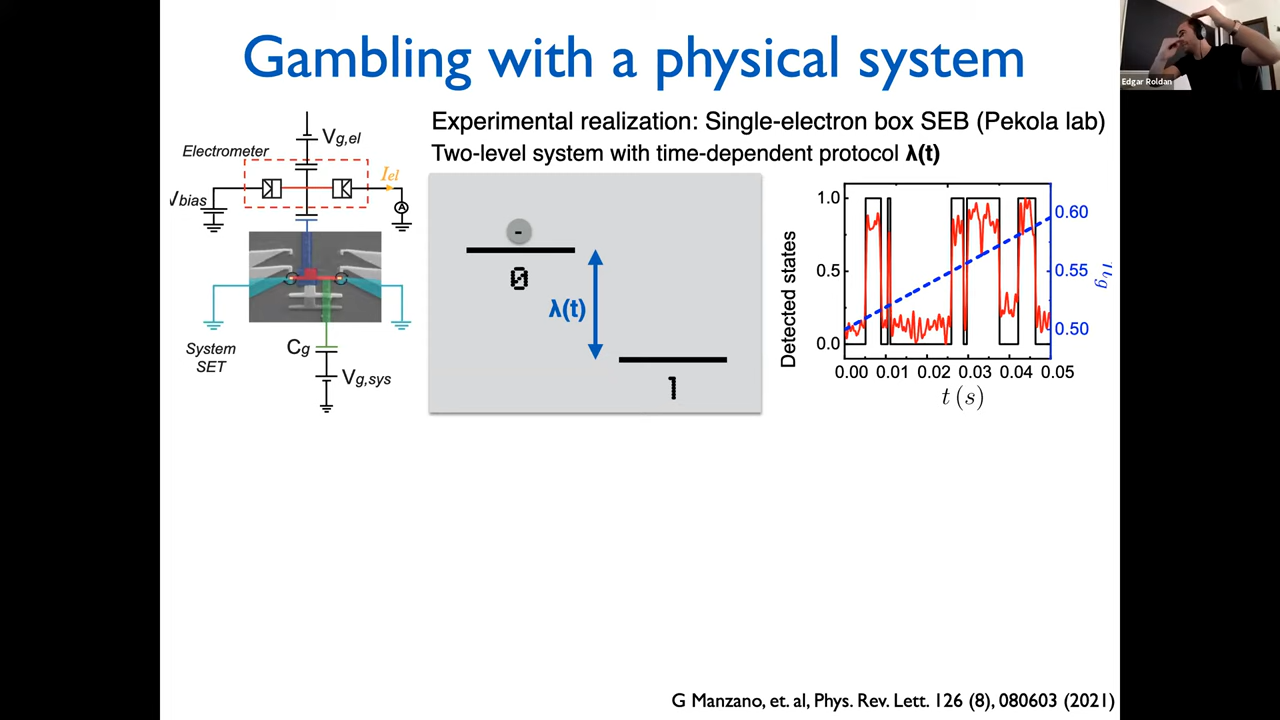 Gambling with a physical system
Edgar Roldan
Experimental realization: Single-electron box SEB (Pekola lab)
Two-level system with time-dependent protocol λ(t)
Vg,el
Electrometer
Iel
Vbias
A
System
SET
Cg
Vg,sys
-
0
λ(t)
1
Detected states
1.0
0.5
0.0
0.60
0.55
0.50
ng
0.00 0.01 0.02 0.03 0.04 0.05
t (s)
G Manzano, et. al, Phys. Rev. Lett. 126 (8), 080603 (2021)